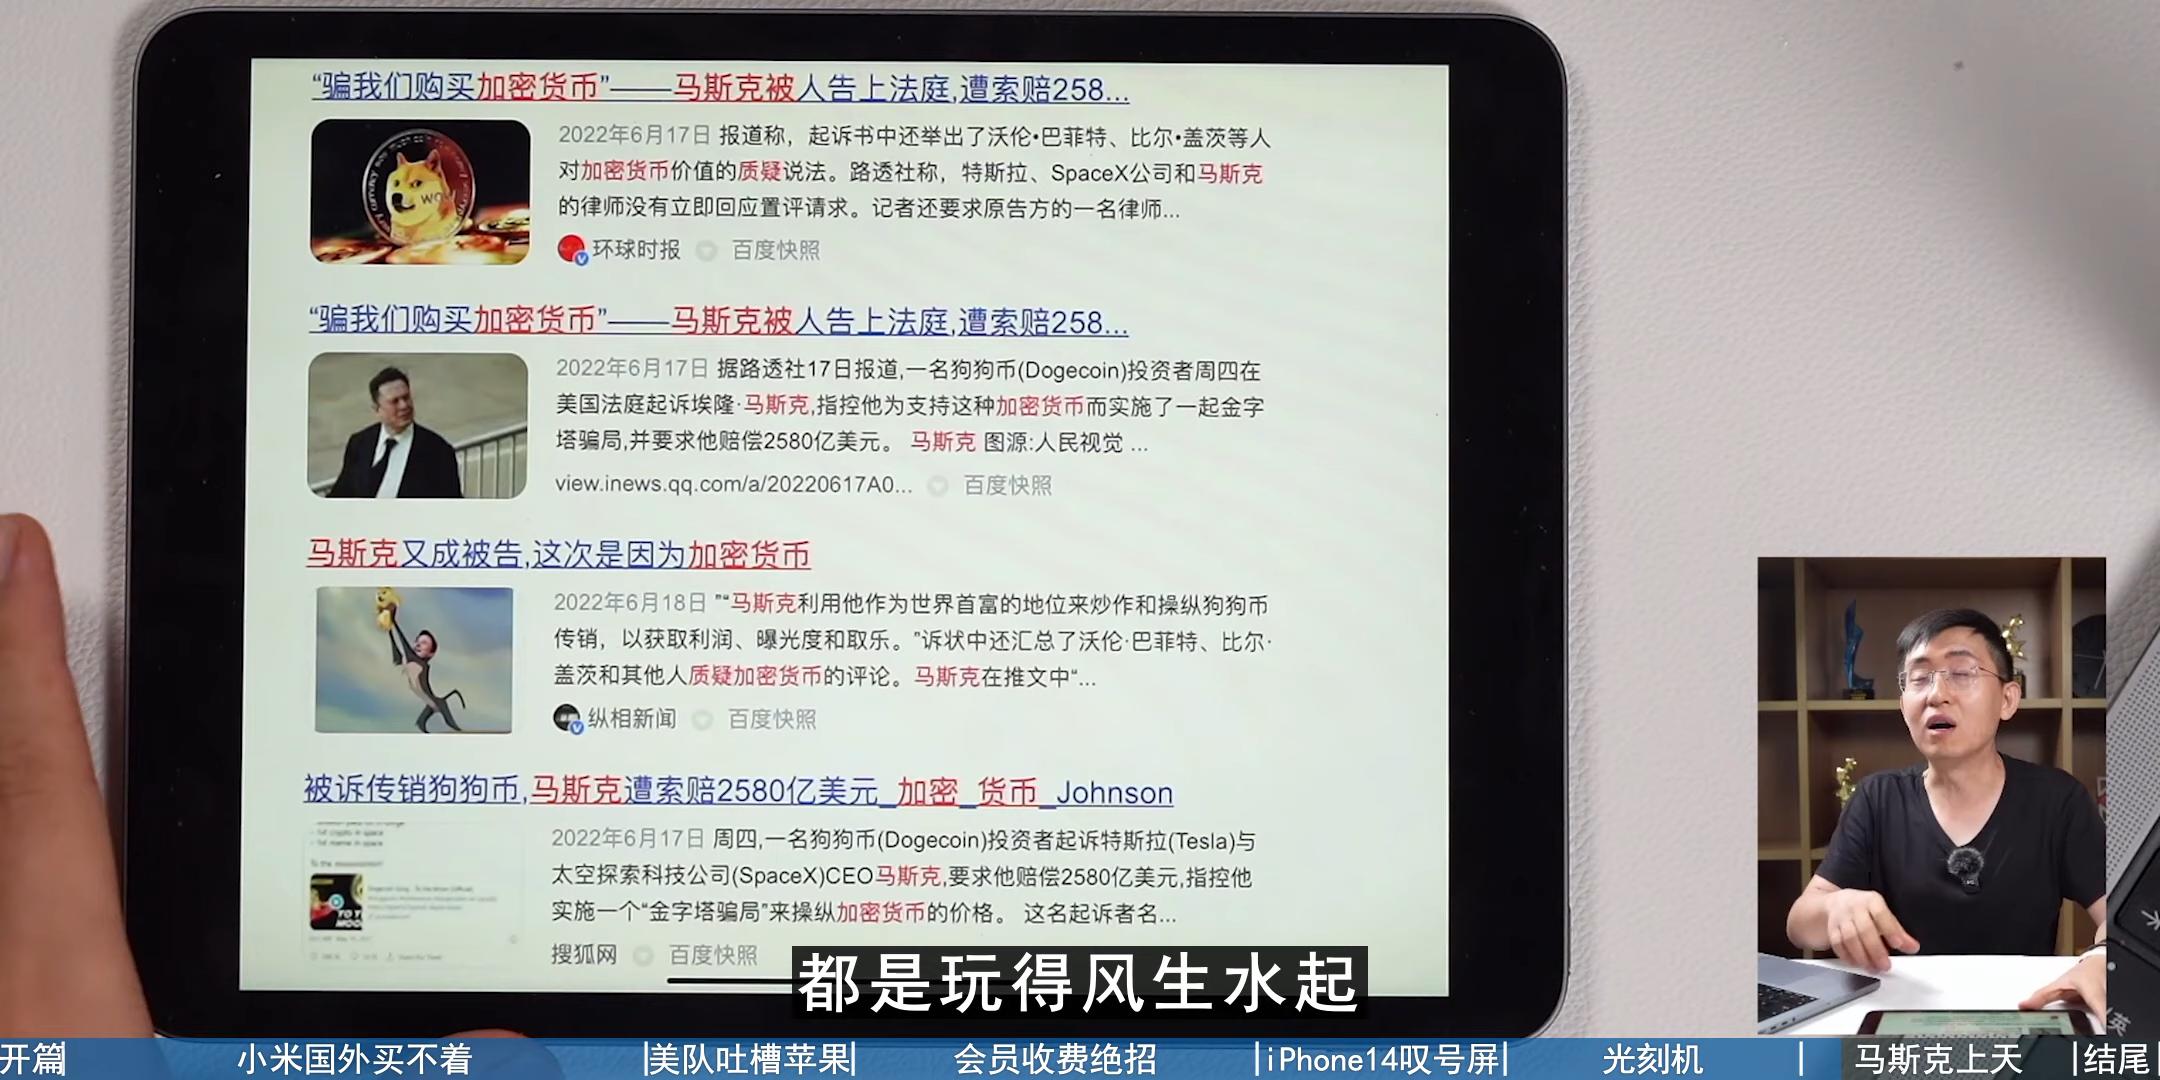 “骗我们购买加密货币”——马斯克被人告上法庭,遭索赔258...
2022年6月17日 报道称，起诉书中还举出了沃伦•巴菲特、比尔•盖茨等人
对加密货币价值的质疑说法。路透社称，特斯拉、SpaceX公司和马斯克
的律师没有立即回应置评请求。记者还要求原告方的一名律师...
环球时报 百度快照
“骗我们购买加密货币”——马斯克被人告上法庭,遭索赔258...
2022年6月17日 据路透社17日报道,一名狗狗币(Dogecoin)投资者周四在
美国法庭起诉埃隆·马斯克,指控他为支持这种加密货币而实施了一起金字
塔骗局,并要求他赔偿2580亿美元。 马斯克 图源:人民视觉 ...
view.inews.qq.com/a/20220617A0... 百度快照
马斯克又成被告,这次是因为加密货币
2022年6月18日 ”“马斯克利用他作为世界首富的地位来炒作和操纵狗狗币
传销，以获取利润、曝光度和取乐。”诉状中还汇总了沃伦·巴菲特、比尔·
盖茨和其他人质疑加密货币的评论。马斯克在推文中“...
纵相新闻 百度快照
被诉传销狗狗币,马斯克遭索赔2580亿美元_加密_货币_Johnson
2022年6月17日 周四,一名狗狗币(Dogecoin)投资者起诉特斯拉(Tesla)与
太空探索科技公司(SpaceX)CEO马斯克,要求他赔偿2580亿美元,指控他
实施一个“金字塔骗局”来操纵加密货币的价格。 这名起诉者名...
搜狐网 百度快照
都是玩得风生水起
英
开篇| 小米国外买不着 |美队吐槽苹果| 会员收费绝招 |iPhone14叹号屏| 光刻机 | 马斯克上天 |结尾|